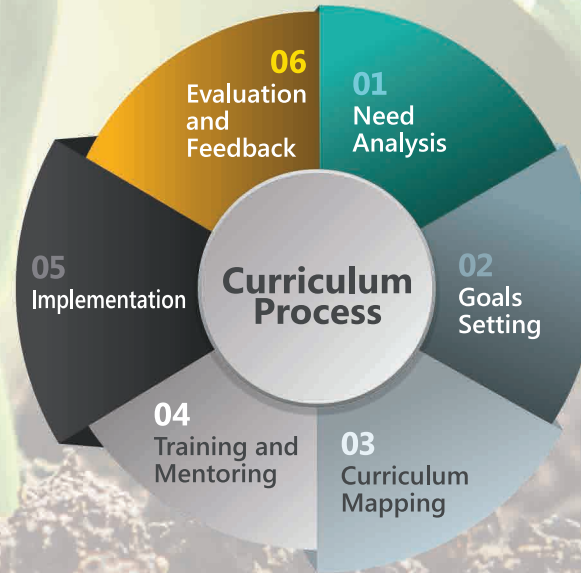 Curriculum
Process
01
Need
Analysis
02
Goals
Setting
03
Curriculum
Mapping
04
Training and
Mentoring
05
Implementation
06
Evaluation
and
Feedback